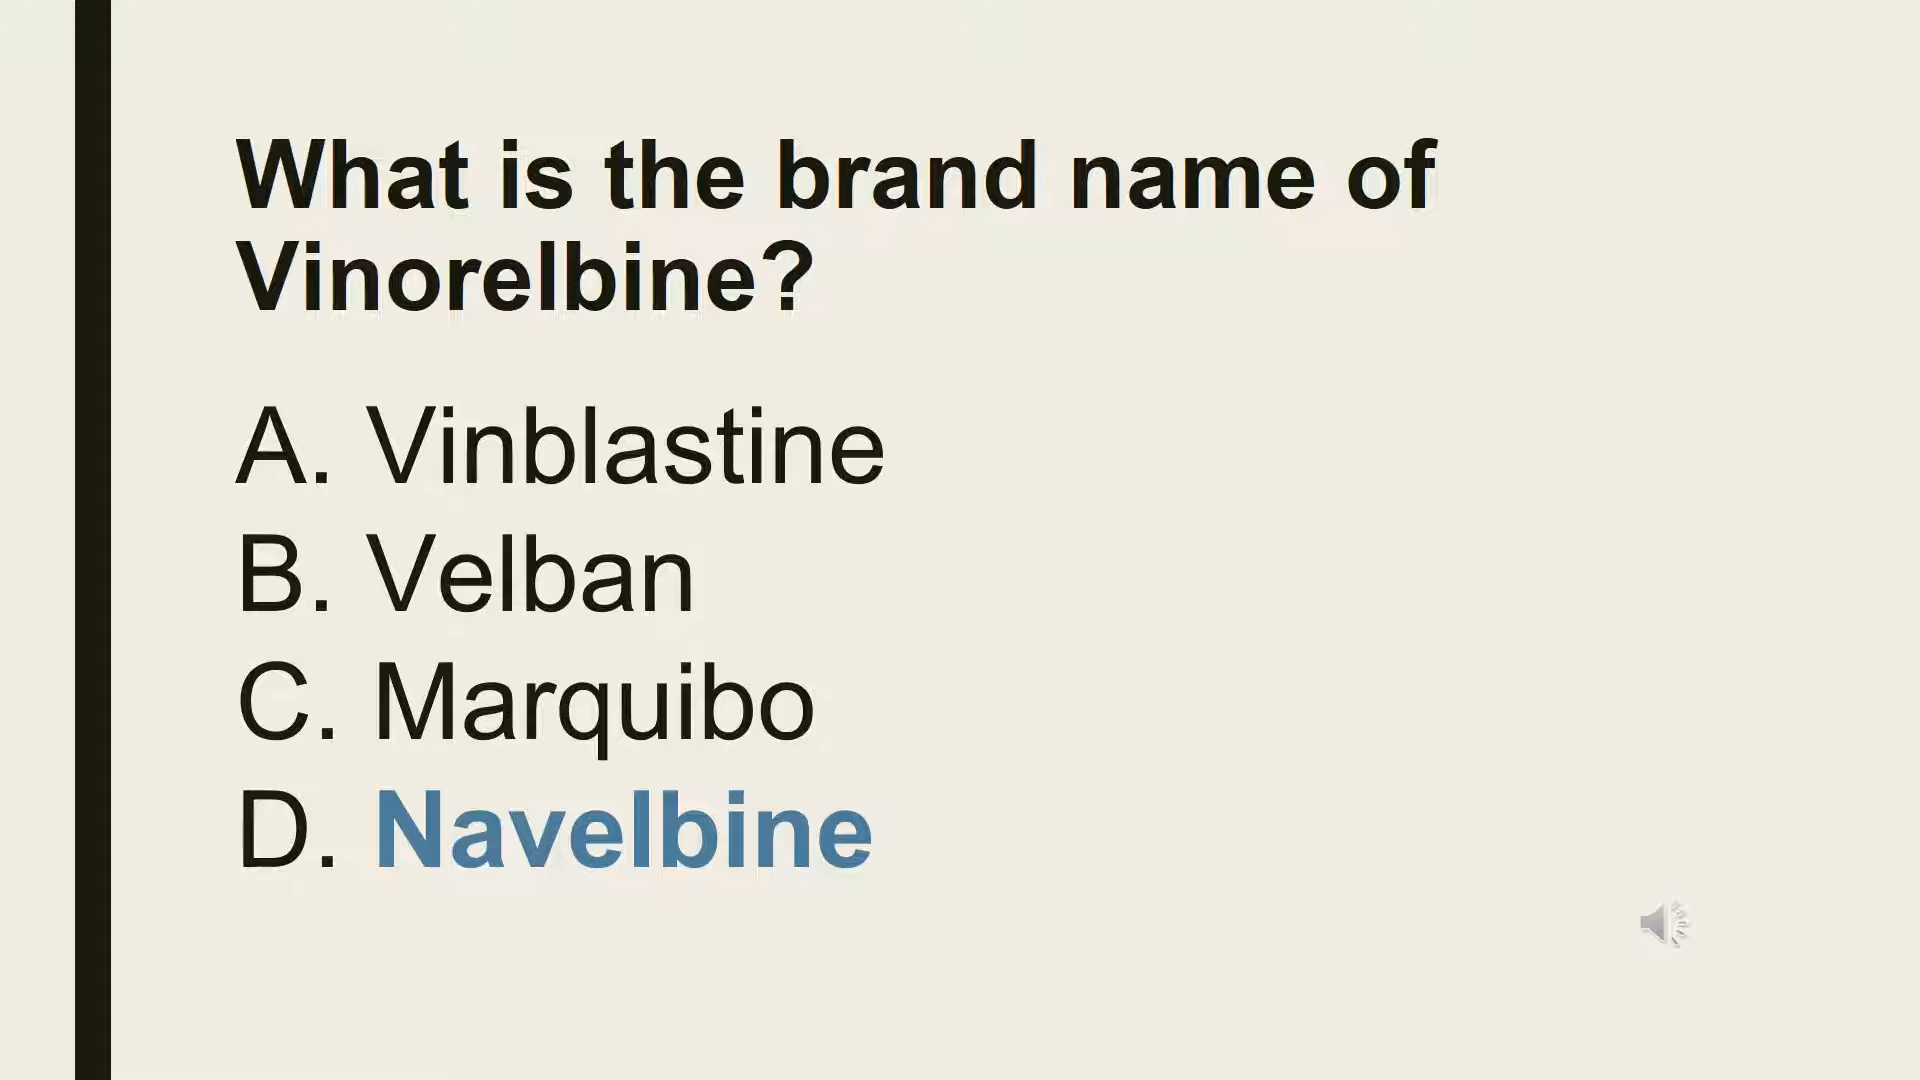 What is the brand name of
Vinorelbine?
A. Vinblastine
B. Velban
C. Marquibo
D. Navelbine